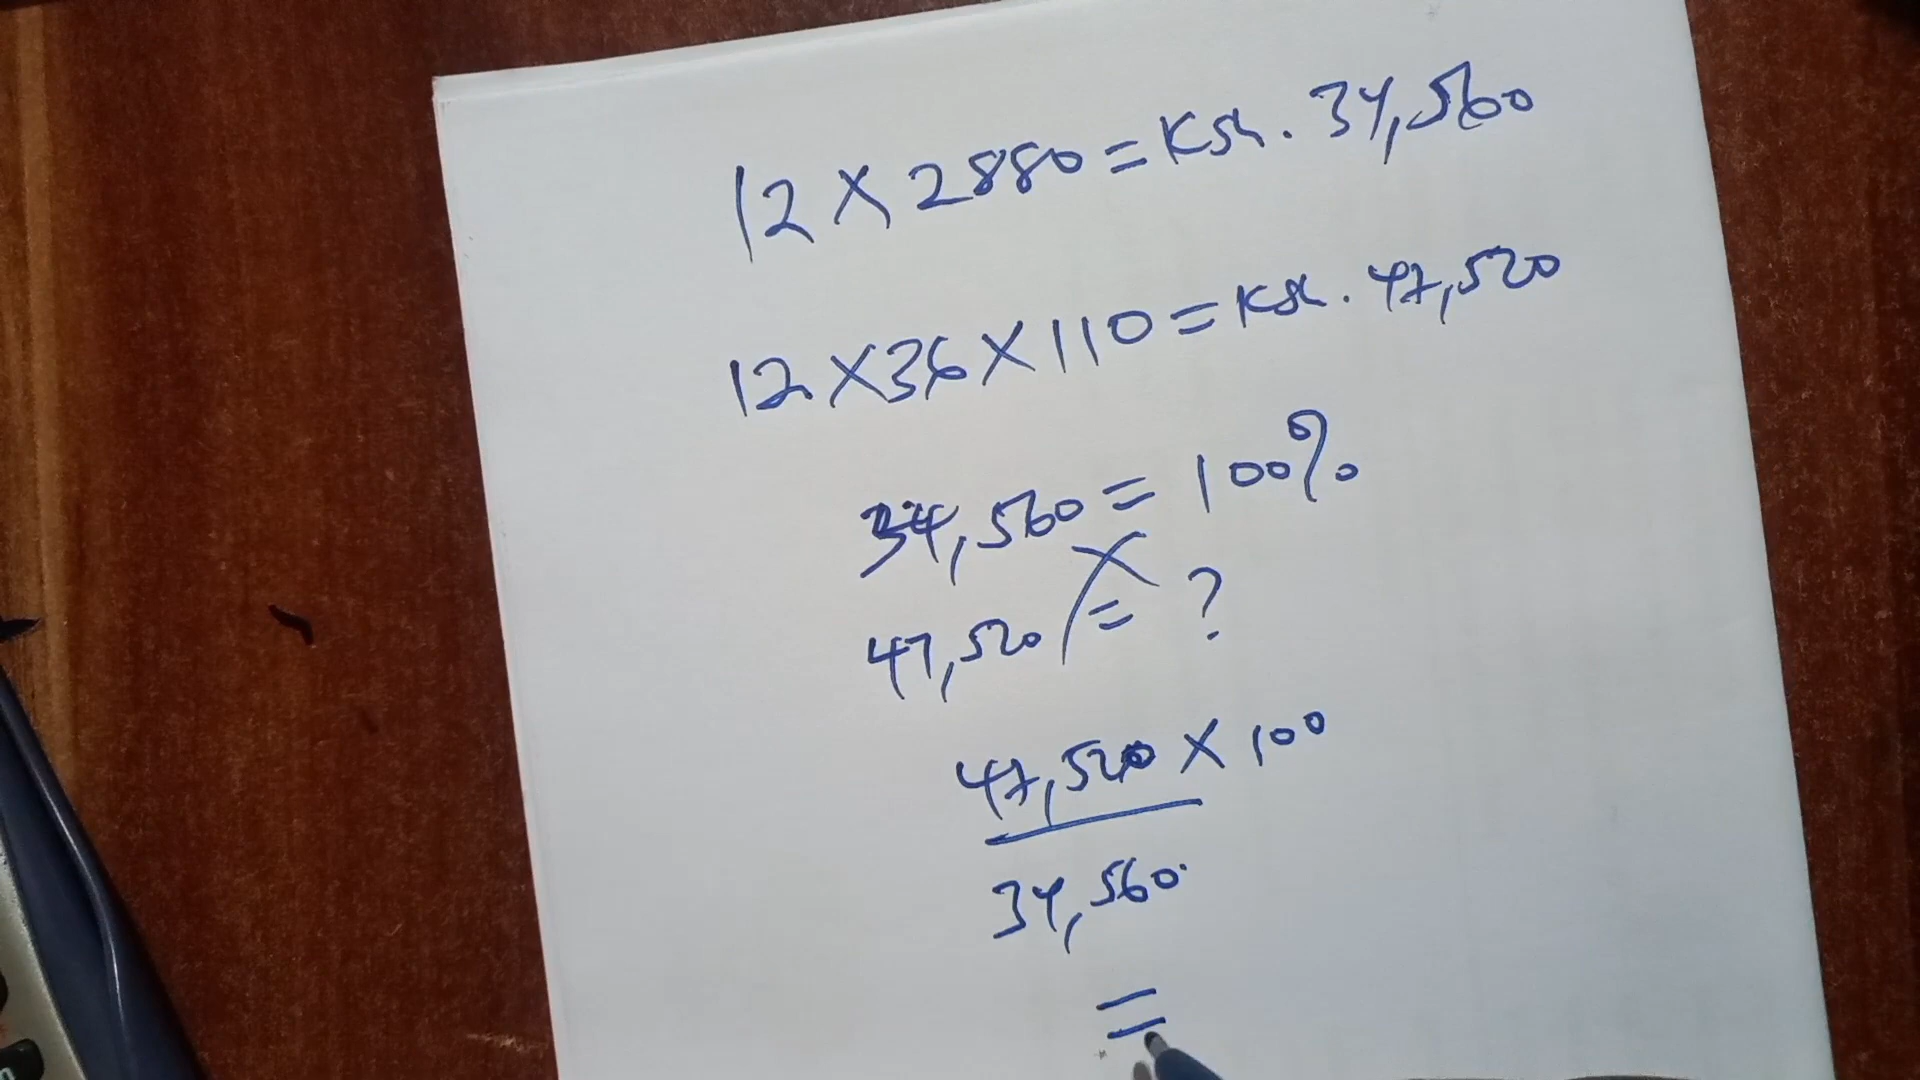 12 X 2880 = Ksh. 34,560
12 X 36 X 110 = Ksh. 47,520
34,560 = 100%
47,520 = ?
47,520 X 100
34,560
=